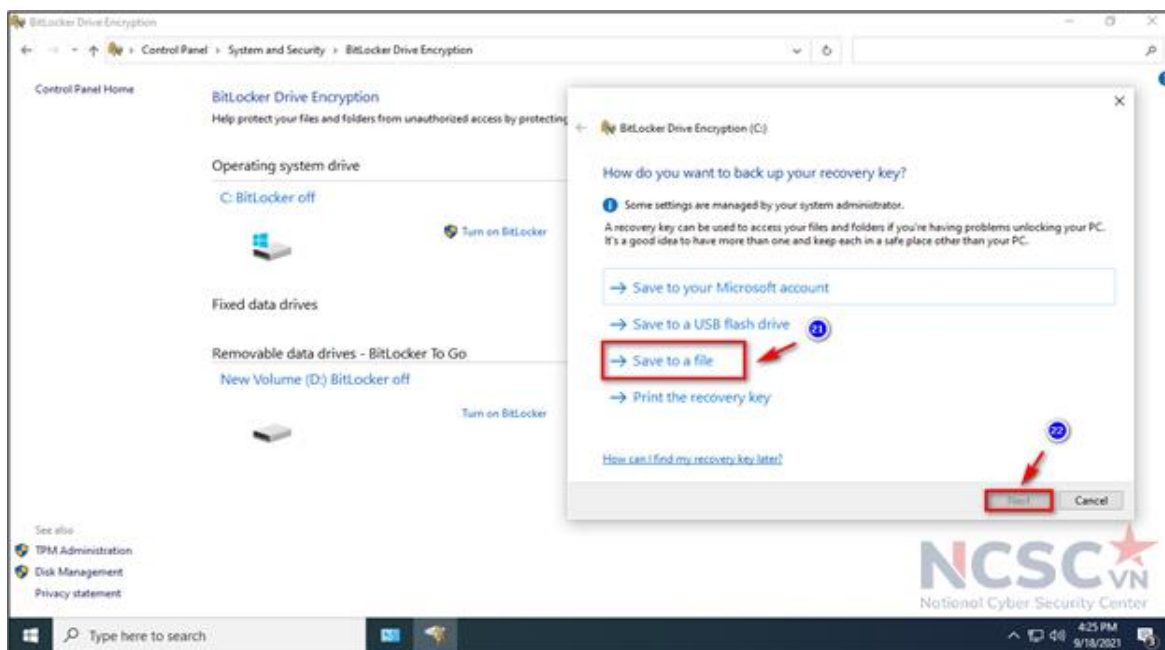 BitLocker Drive Encryption
Control Panel > System and Security > BitLocker Drive Encryption
Control Panel Home
BitLocker Drive Encryption
Help protect your files and folders from unauthorized access by protecting
Operating system drive
C: BitLocker off
Turn on BitLocker
Fixed data drives
Removable data drives - BitLocker To Go
New Volume (D:) BitLocker off
Turn on BitLocker
See also
TPM Administration
Disk Management
Privacy statement
BitLocker Drive Encryption (C:)
How do you want to back up your recovery key?
Some settings are managed by your system administrator.
A recovery key can be used to access your files and folders if you're having problems unlocking your PC.
It's a good idea to have more than one and keep each in a safe place other than your PC.
→ Save to your Microsoft account
→ Save to a USB flash drive
21
→ Save to a file
→ Print the recovery key
22
How can I find my recovery key later?
Next
Cancel
NCSC VN
National Cyber Security Center
Type here to search
4:25 PM
9/18/2021